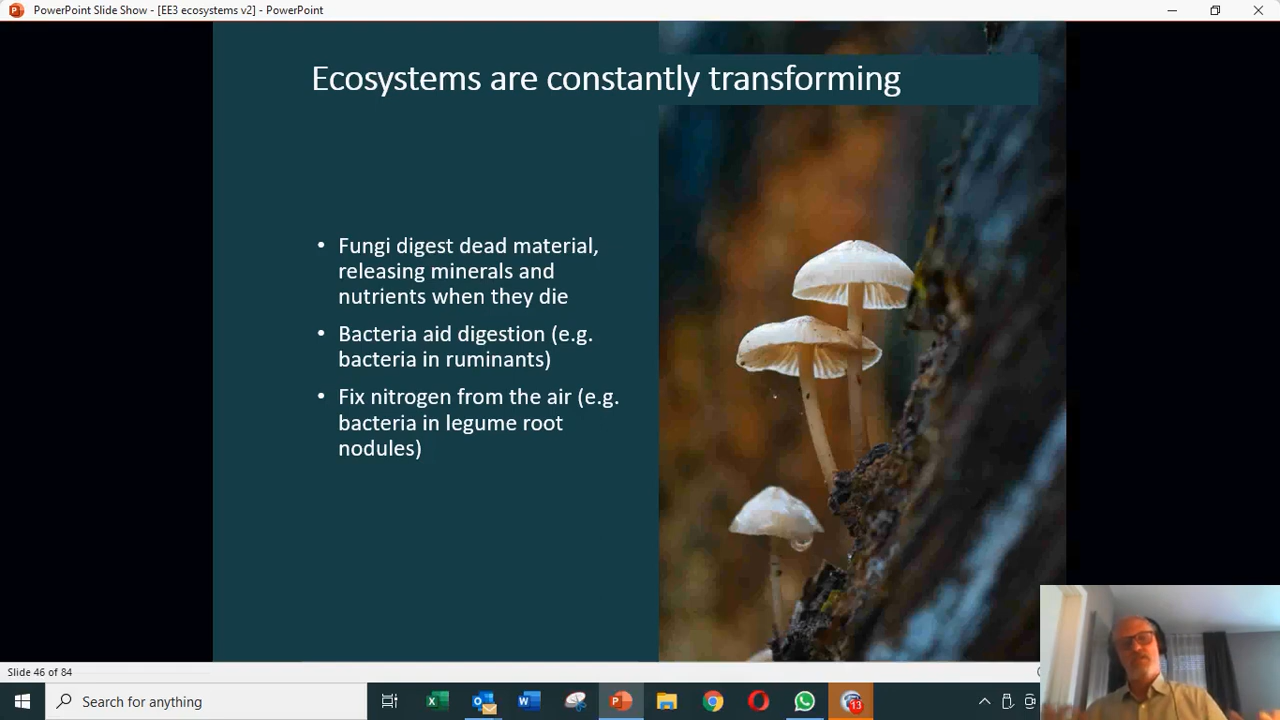 PowerPoint Slide Show - [EE3 ecosystems v2] - PowerPoint
Ecosystems are constantly transforming
• Fungi digest dead material,
releasing minerals and
nutrients when they die
• Bacteria aid digestion (e.g.
bacteria in ruminants)
• Fix nitrogen from the air (e.g.
bacteria in legume root
nodules)
Slide 46 of 84
Search for anything
13